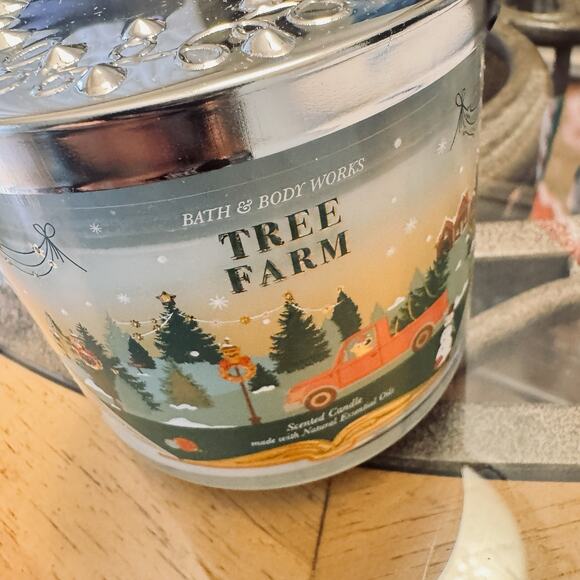 BATH & BODY WORKS
TREE
FARM
Scented Candle
made with Natural Essential Oils